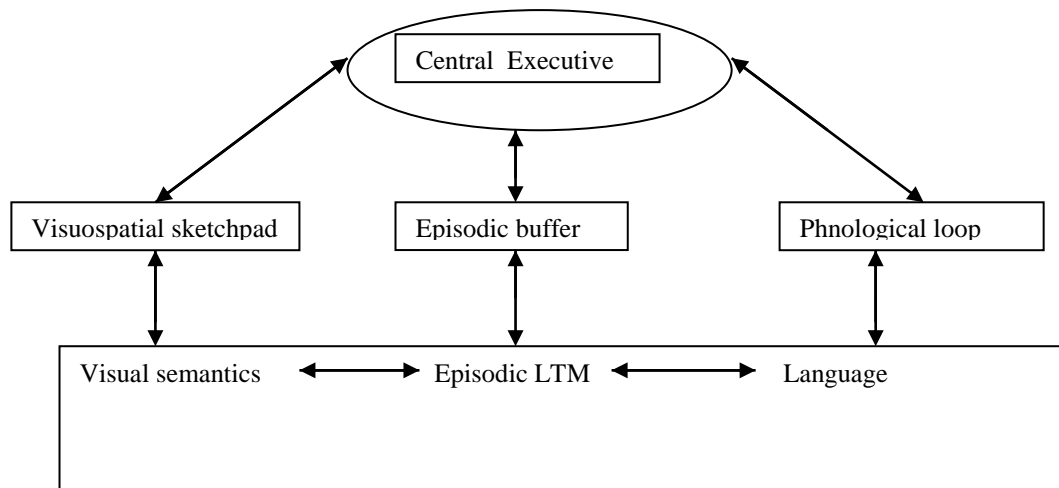 Central Executive
Visuospatial sketchpad Episodic buffer Phnological loop
Visual semantics Episodic LTM Language